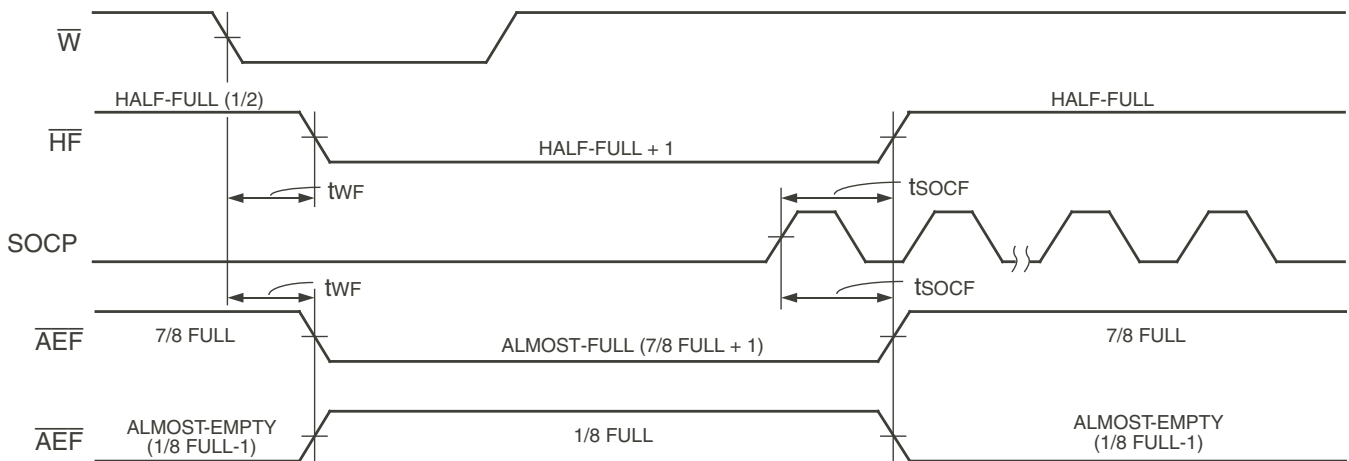 W
HALF-FULL (1/2)
HALF-FULL
HF
HALF-FULL + 1
tWF
tSOCF
SOCP
tWF
tSOCF
AEF
7/8 FULL
ALMOST-FULL (7/8 FULL + 1)
7/8 FULL
AEF
ALMOST-EMPTY
(1/8 FULL-1)
1/8 FULL
ALMOST-EMPTY
(1/8 FULL-1)